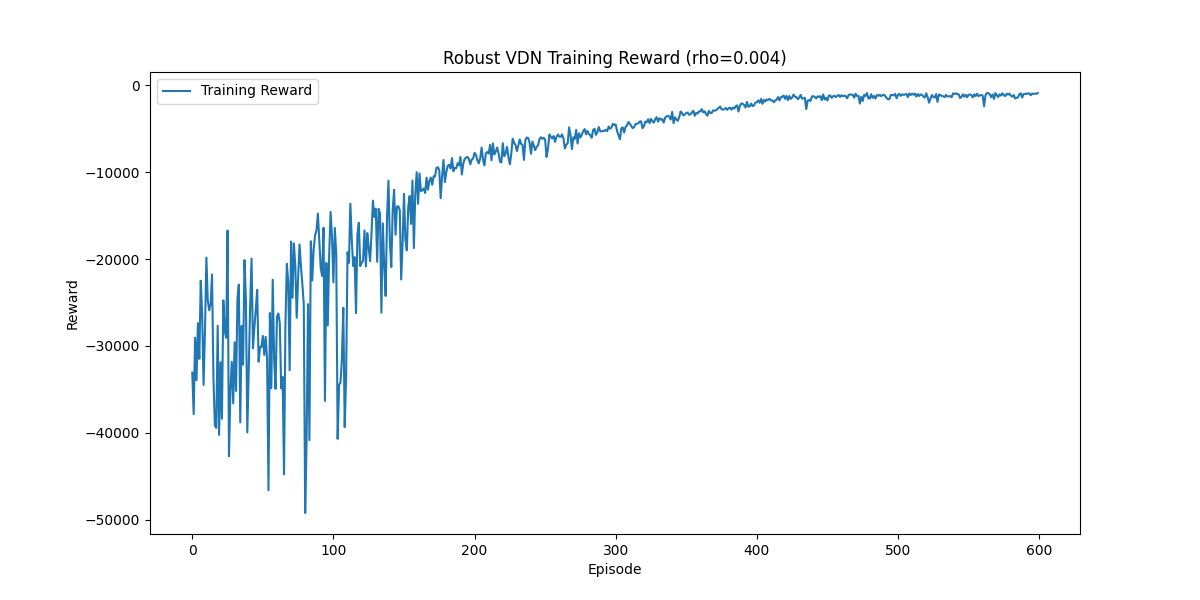 Robust VDN Training Reward (rho=0.004)
Training Reward
0
−10000
−20000
−30000
−40000
−50000
Reward
0 100 200 300 400 500 600
Episode